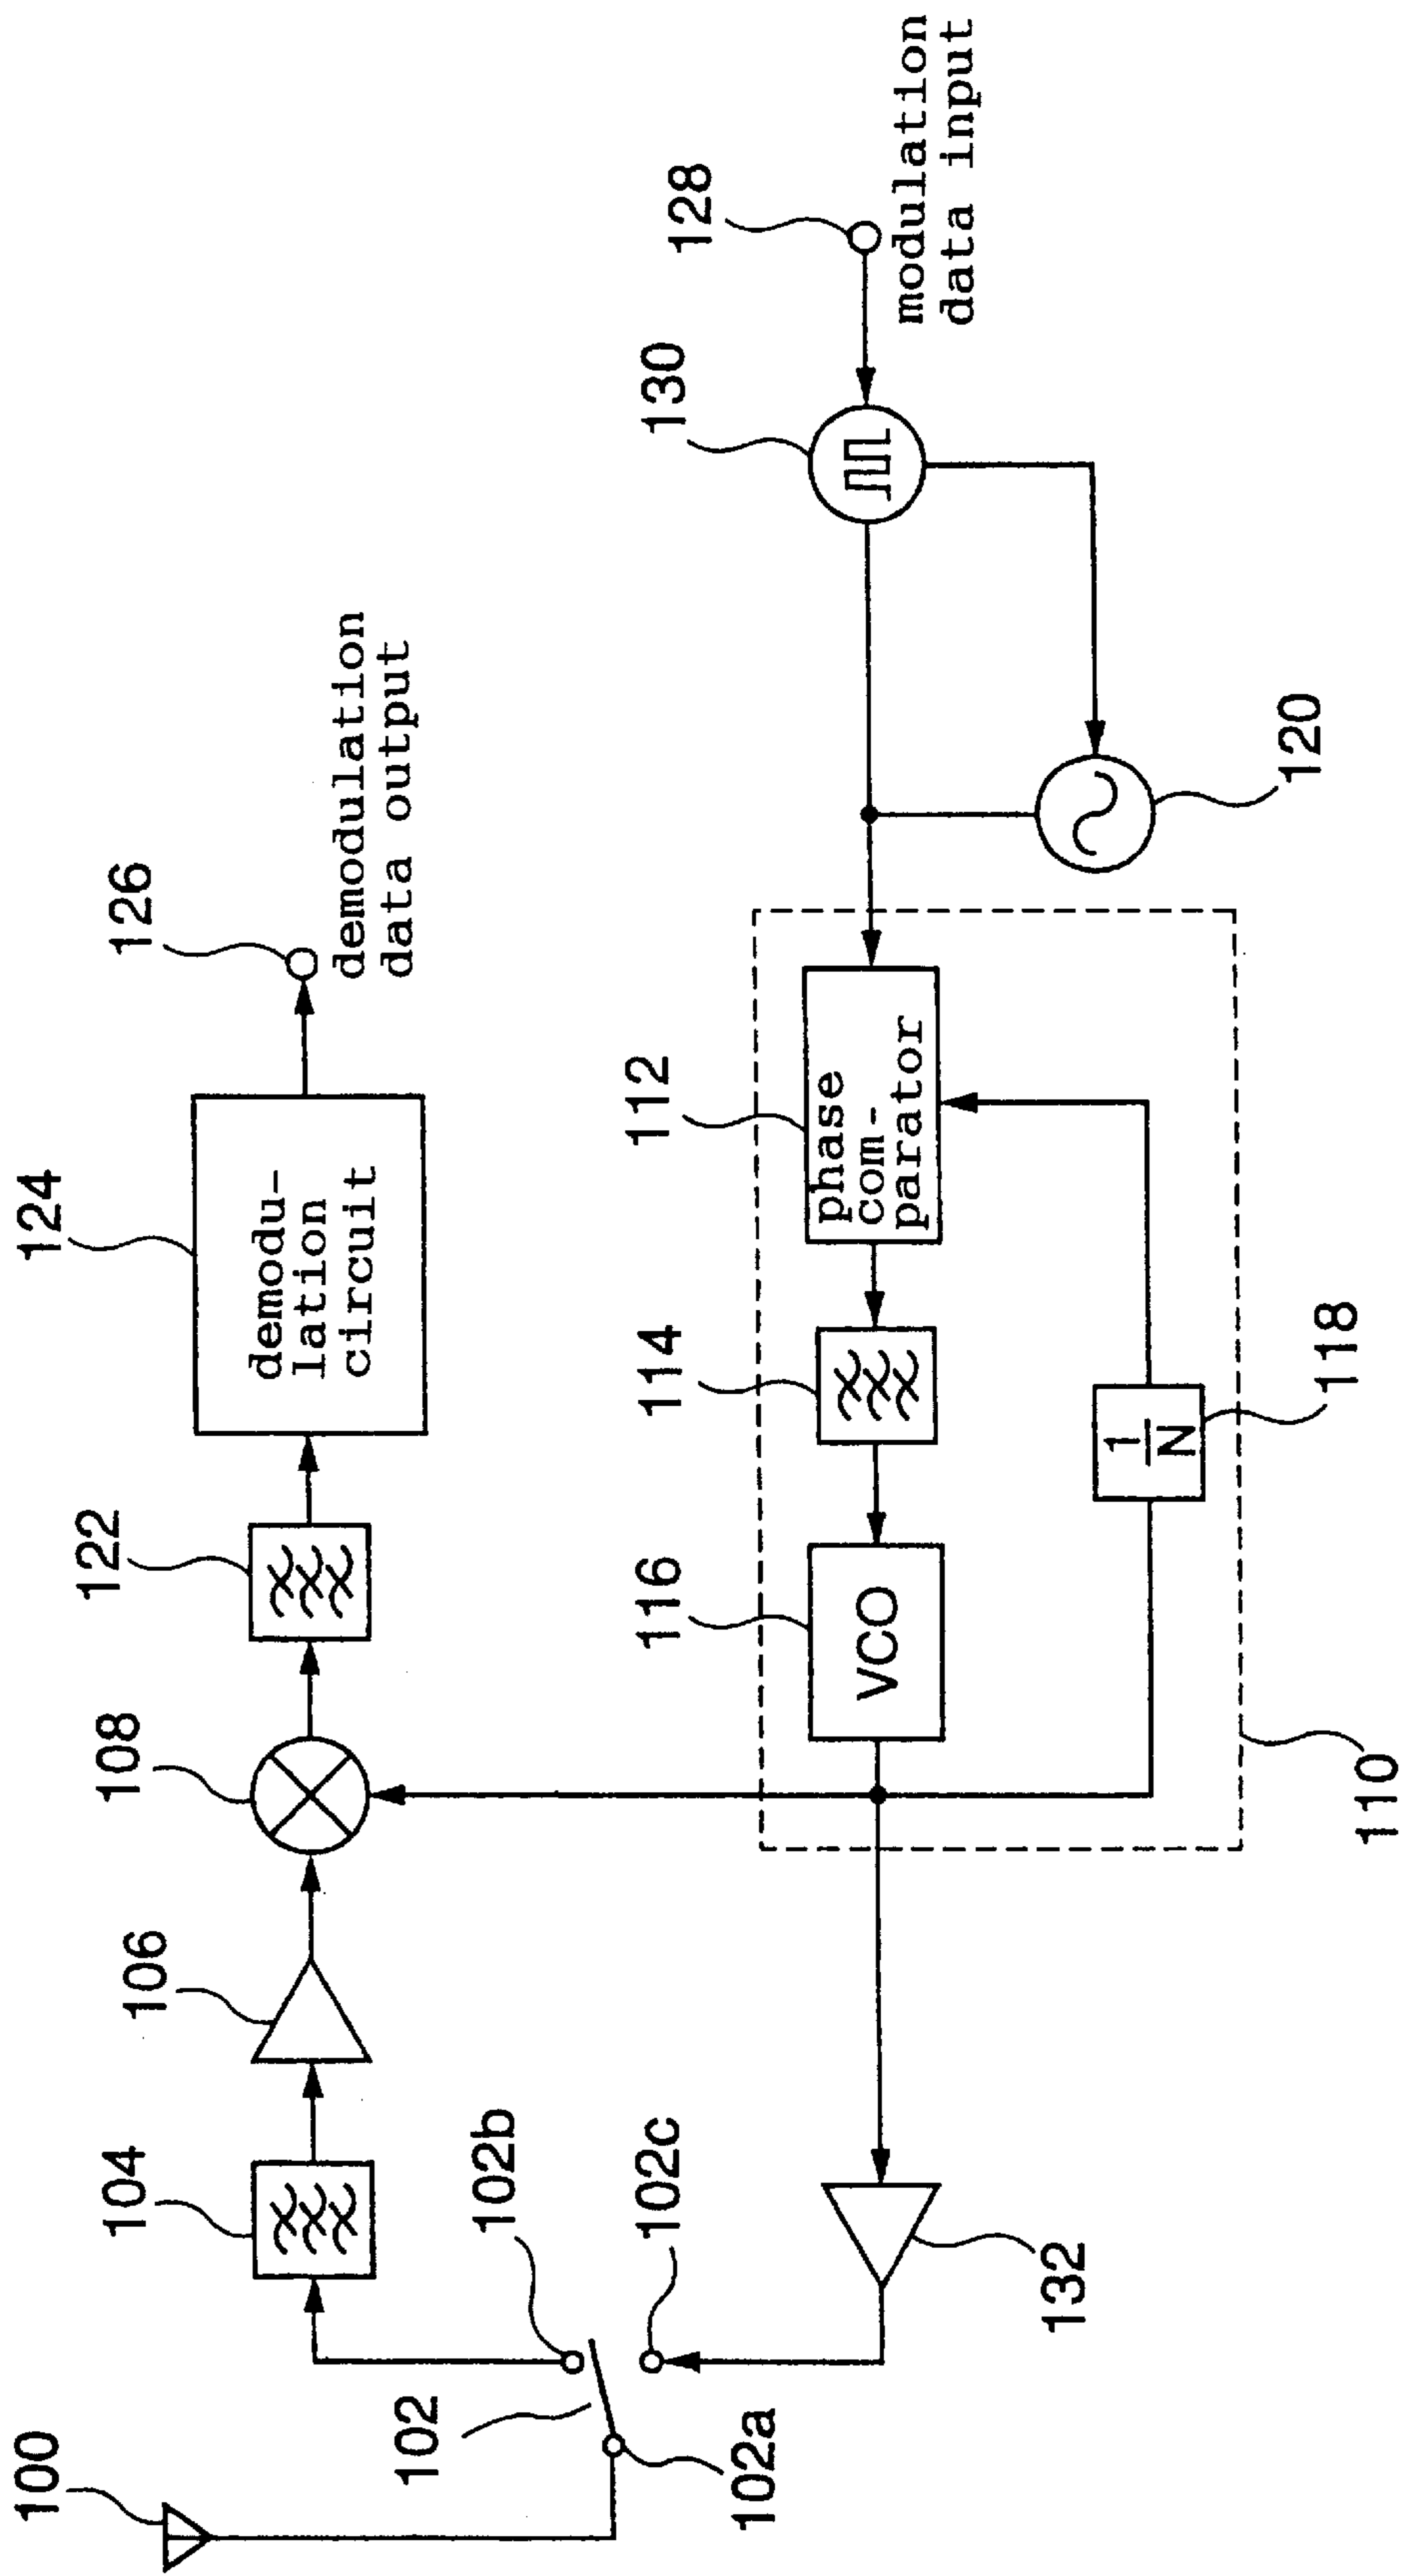 100
102
102a
102b
102c
104
106
108
122
124
demodu-
lation
circuit
126
demodulation
data output
132
110
116
VCO
114
112
phase
com-
parator
118
1
N
120
130
128
modulation
data input